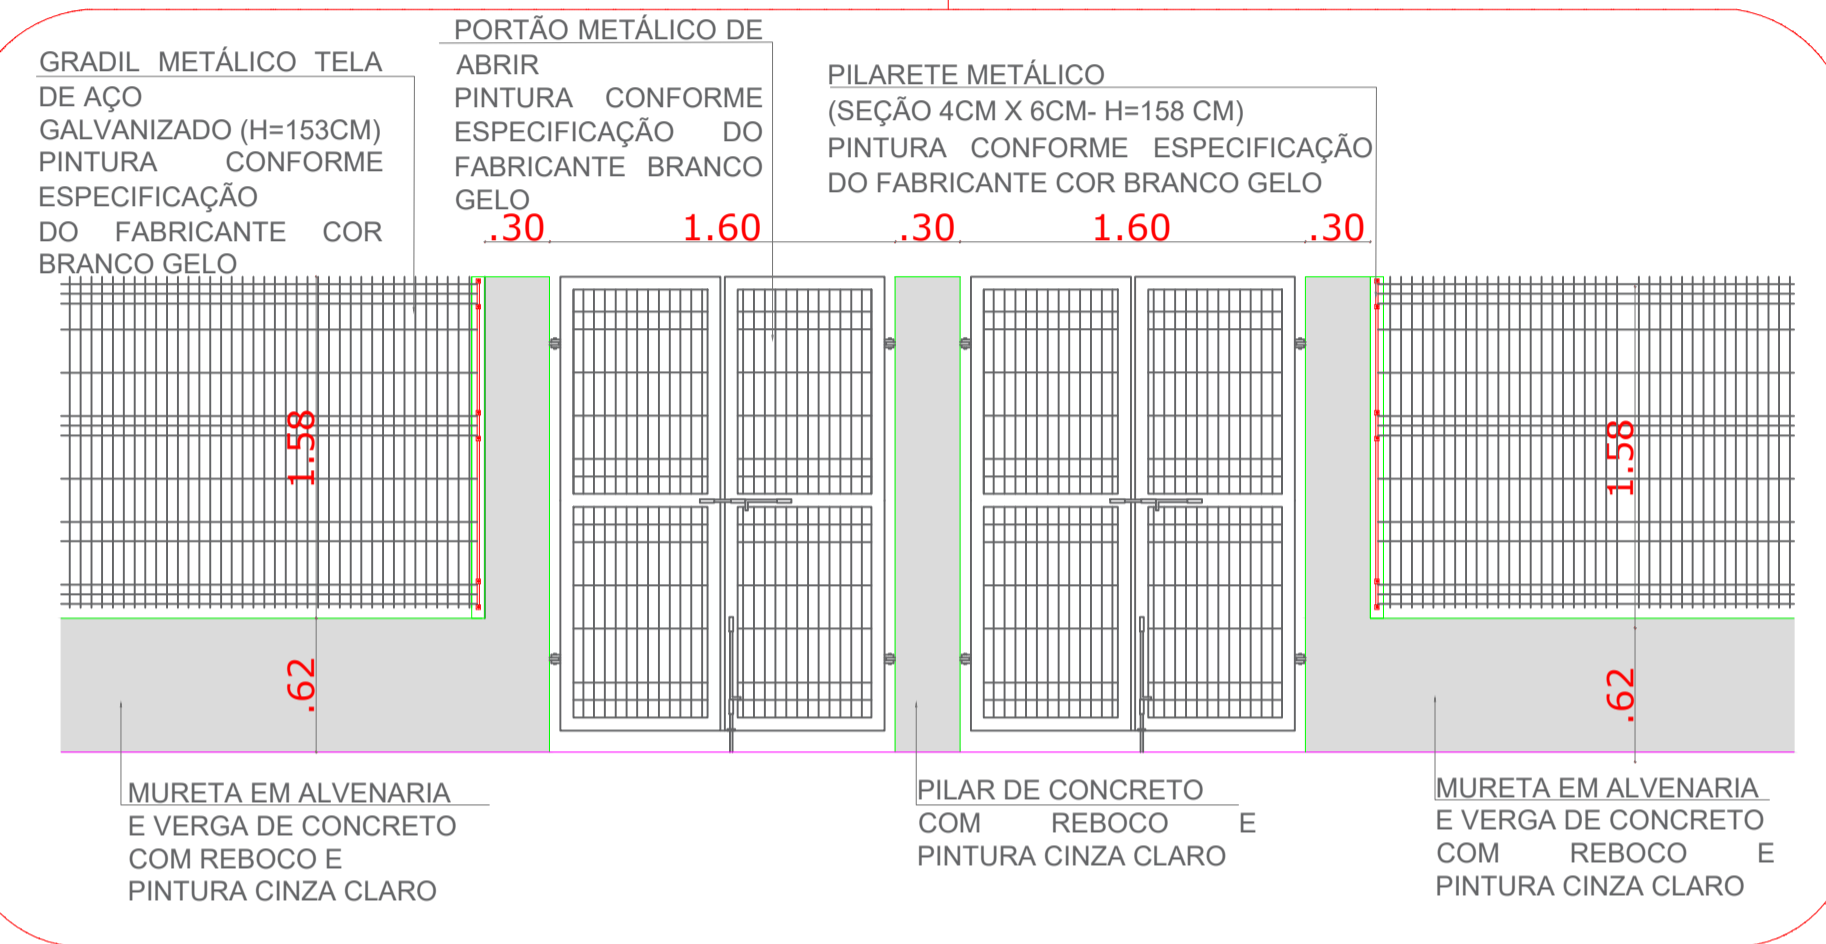 GRADIL METÁLICO TELA
DE AÇO
GALVANIZADO (H=153CM)
PINTURA CONFORME
ESPECIFICAÇÃO
DO FABRICANTE COR
BRANCO GELO
PORTÃO METÁLICO DE
ABRIR
PINTURA CONFORME
ESPECIFICAÇÃO DO
FABRICANTE BRANCO
GELO
PILARETE METÁLICO
(SEÇÃO 4CM X 6CM- H=158 CM)
PINTURA CONFORME ESPECIFICAÇÃO
DO FABRICANTE COR BRANCO GELO
.30 1.60 .30 1.60 .30
1.58
1.58
.62
.62
MURETA EM ALVENARIA
E VERGA DE CONCRETO
COM REBOCO E
PINTURA CINZA CLARO
PILAR DE CONCRETO
COM REBOCO E
PINTURA CINZA CLARO
MURETA EM ALVENARIA
E VERGA DE CONCRETO
COM REBOCO E
PINTURA CINZA CLARO